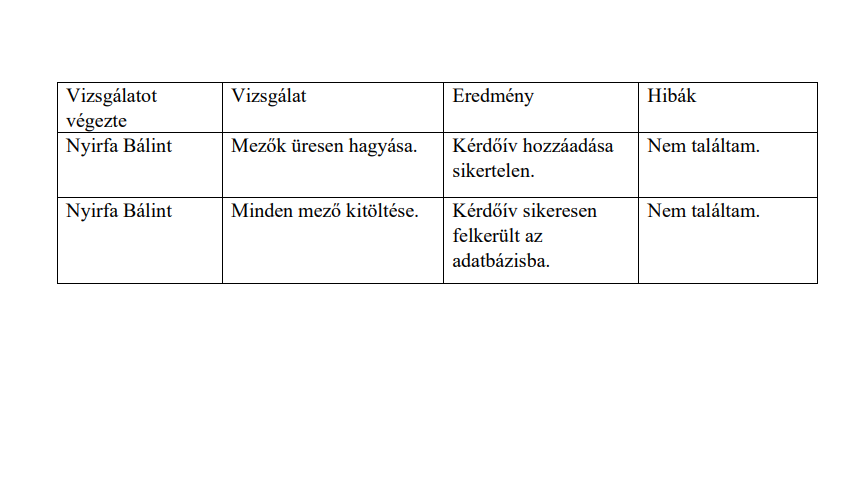 Vizsgálatot
végezte
Vizsgálat
Eredmény
Hibák
Nyirfa Bálint
Mezők üresen hagyása.
Kérdőív hozzáadása
sikertelen.
Nem találtam.
Nyirfa Bálint
Minden mező kitöltése.
Kérdőív sikeresen
felkerült az
adatbázisba.
Nem találtam.